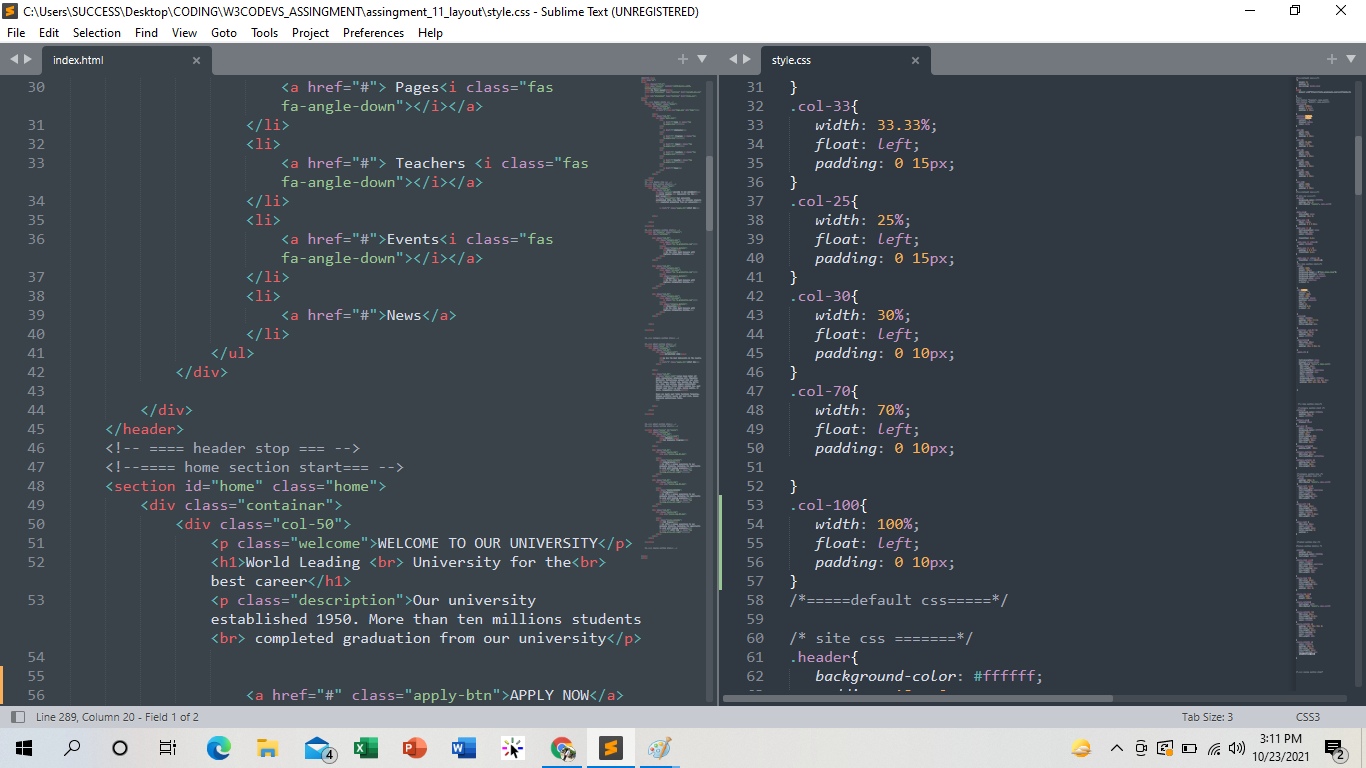 C:\Users\SUCCESS\Desktop\CODING\W3CODEVS_ASSINGMENT\assingment_11_layout\style.css - Sublime Text (UNREGISTERED)
File Edit Selection Find View Goto Tools Project Preferences Help
index.html
30 <a href="#"> Pages<i class="fas
fa-angle-down"></i></a>
31 </li>
32 <li>
33 <a href="#"> Teachers <i class="fas
fa-angle-down"></i></a>
34 </li>
35 <li>
36 <a href="#">Events<i class="fas
fa-angle-down"></i></a>
37 </li>
38 <li>
39 <a href="#">News</a>
40 </li>
41 </ul>
42 </div>
43
44 </div>
45 </header>
46 <!-- ==== header stop === -->
47 <!--==== home section start=== -->
48 <section id="home" class="home">
49 <div class="containar">
50 <div class="col-50">
51 <p class="welcome">WELCOME TO OUR UNIVERSITY</p>
52 <h1>World Leading <br> University for the<br>
best career</h1>
53 <p class="description">Our university
established 1950. More than ten millions students
<br> completed graduation from our university</p>
54
55
56 <a href="#" class="apply-btn">APPLY NOW</a>
style.css
31 }
32 .col-33{
33 width: 33.33%;
34 float: left;
35 padding: 0 15px;
36 }
37 .col-25{
38 width: 25%;
39 float: left;
40 padding: 0 15px;
41 }
42 .col-30{
43 width: 30%;
44 float: left;
45 padding: 0 10px;
46 }
47 .col-70{
48 width: 70%;
49 float: left;
50 padding: 0 10px;
51
52 }
53 .col-100{
54 width: 100%;
55 float: left;
56 padding: 0 10px;
57 }
58 /*=====default css=====*/
59
60 /* site css =======*/
61 .header{
62 background-color: #ffffff;
Line 289, Column 20 - Field 1 of 2
Tab Size: 3 CSS3
4
3:11 PM
10/23/2021
2